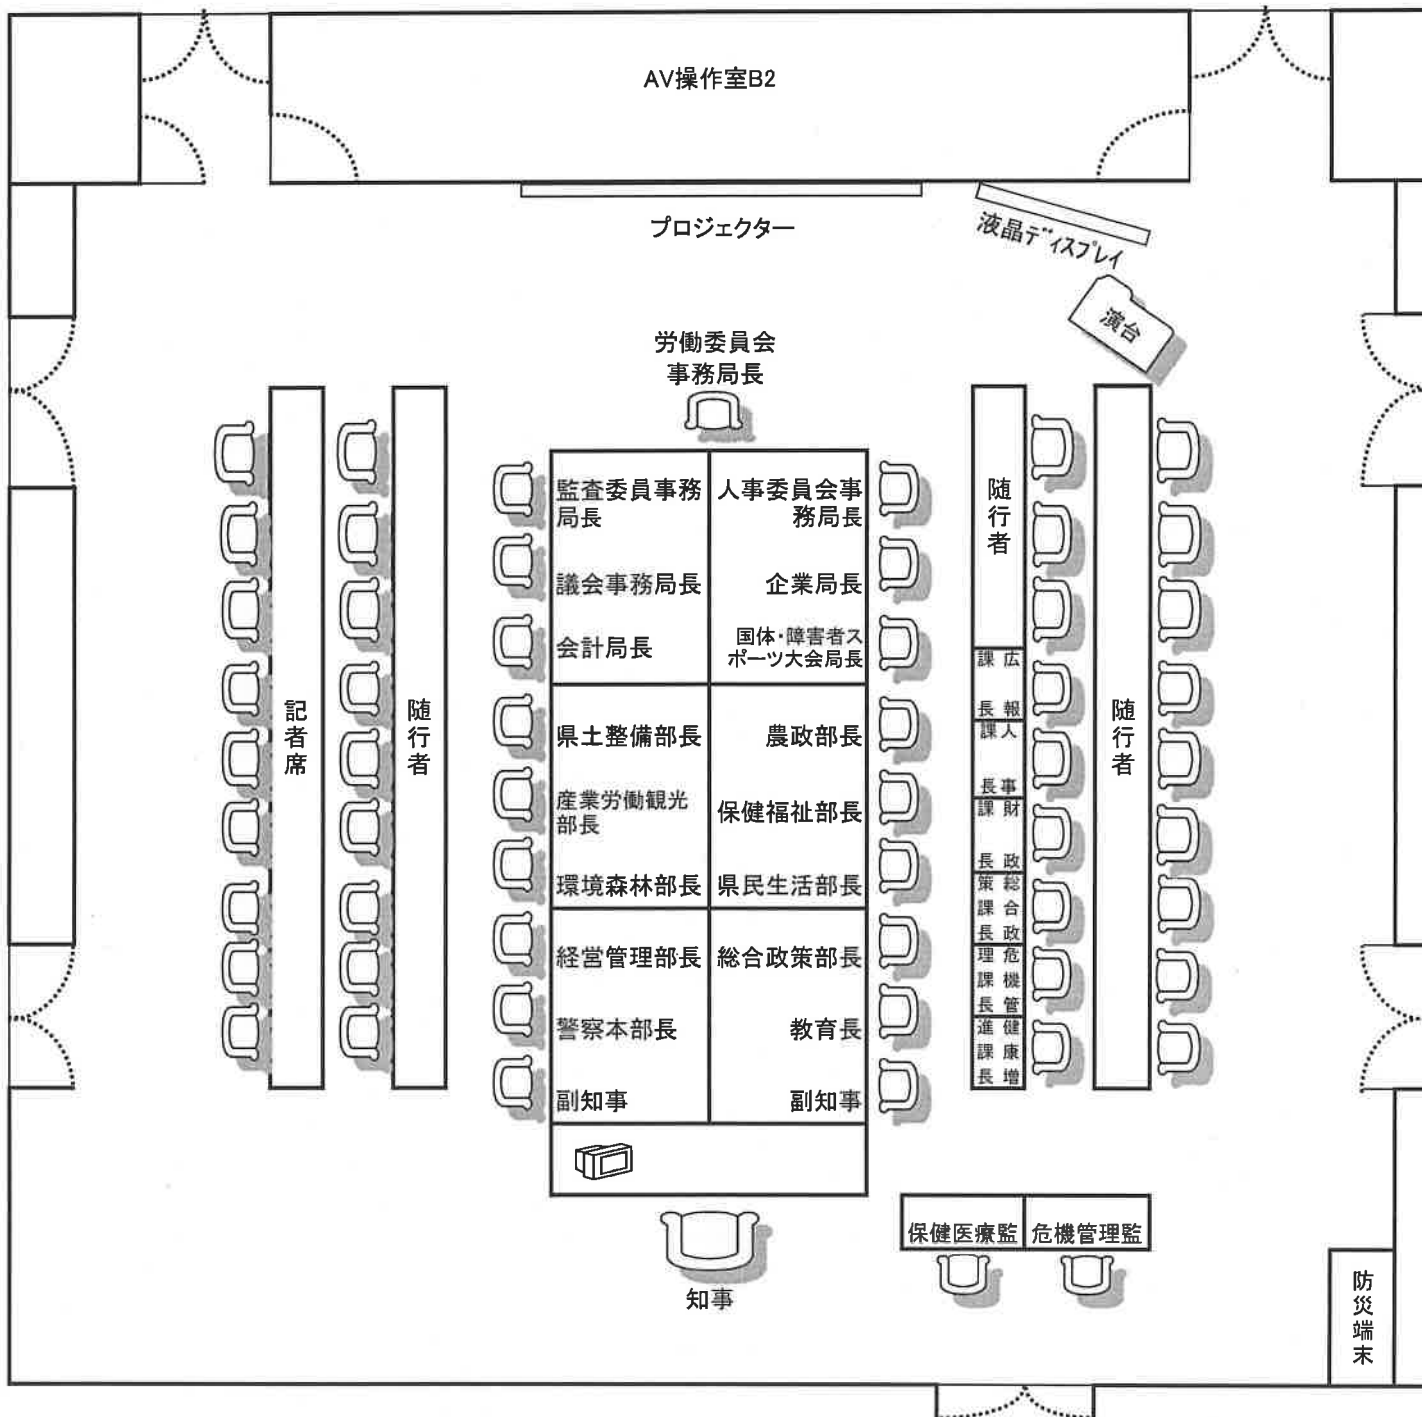 AV操作室B2
プロジェクター
液晶ディスプレイ
演台
労働委員会
事務局長
監査委員事務
局長
人事委員会事
務局長
議会事務局長
企業局長
会計局長
国体・障害者ス
ポーツ大会局長
県土整備部長
農政部長
産業労働観光
部長
保健福祉部長
環境森林部長
県民生活部長
経営管理部長
総合政策部長
警察本部長
教育長
副知事
副知事
知事
記者席
随行者
随行者
広報
課長
人事
課長
財政
課長
総合政
策課長
危機管
理課長
健康増
進課長
随行者
保健医療監
危機管理監
防災端末